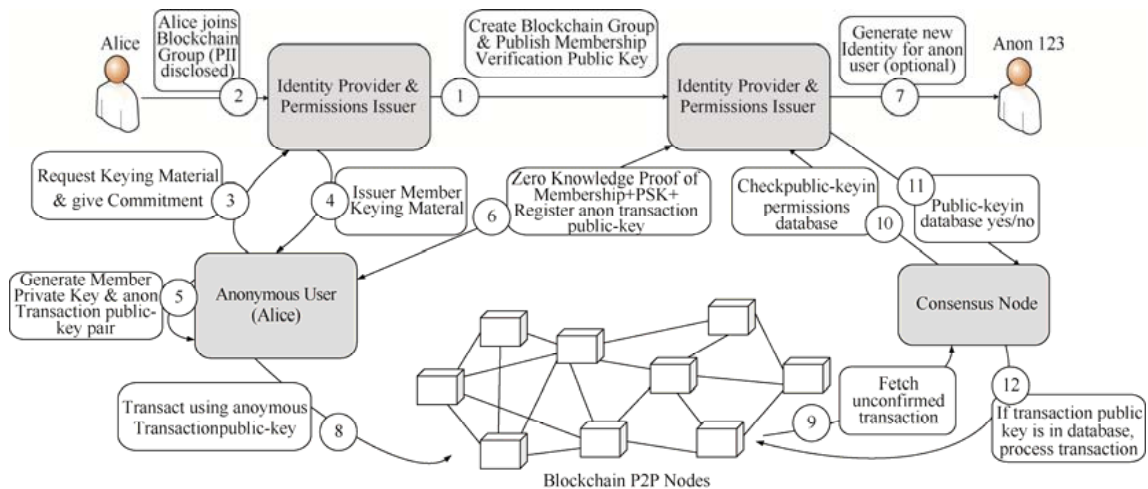 Alice
Alice joins
Blockchain
Group (PII
disclosed)
2
Identity Provider &
Permissions Issuer
1
Create Blockchain Group
& Publish Membership
Verification Public Key
Identity Provider &
Permissions Issuer
Generate new
Identity for anon
user (optional)
7
Anon 123
Request Keying Material
& give Commitment
3
4
Issuer Member
Keying Materal
6
Zero Knowledge Proof of
Membership+PSK+
Register anon transaction
public-key
Checkpublic-keyin
permissions
database
10
11
Public-keyin
database yes/no
Generate Member
Private Key & anon
Transaction public-
key pair
5
Anonymous User
(Alice)
Consensus Node
Transact using anoymous
Transactionpublic-key
8
9
Fetch
unconfirmed
transaction
12
If transaction public
key is in database,
process transaction
Blockchain P2P Nodes